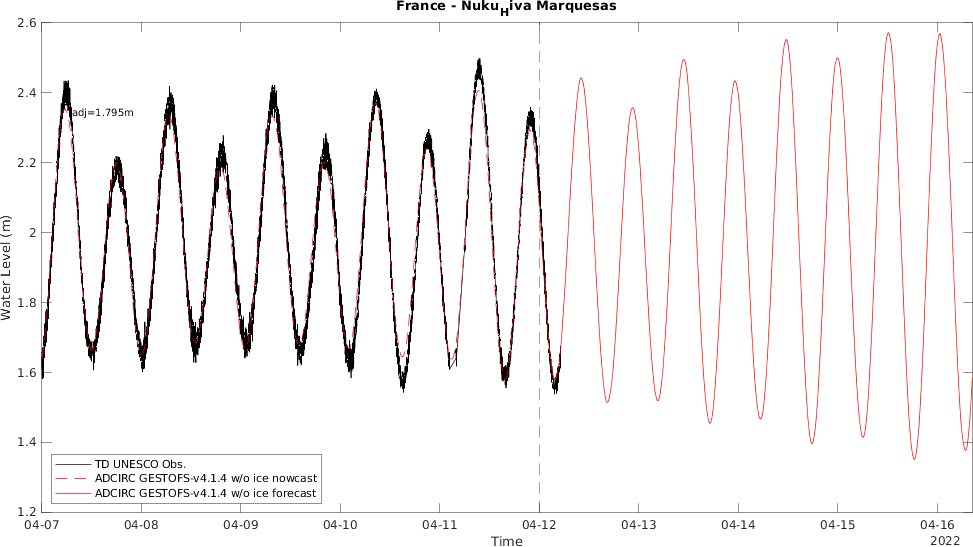 France - Nuku_Hiva Marquesas
2.6
2.4
2.2
2
1.8
1.6
1.4
1.2
Water Level (m)
adj=1.795m
TD UNESCO Obs.
ADCIRC GESTOFS-v4.1.4 w/o ice nowcast
ADCIRC GESTOFS-v4.1.4 w/o ice forecast
04-07 04-08 04-09 04-10 04-11 04-12 04-13 04-14 04-15 04-16
Time
2022